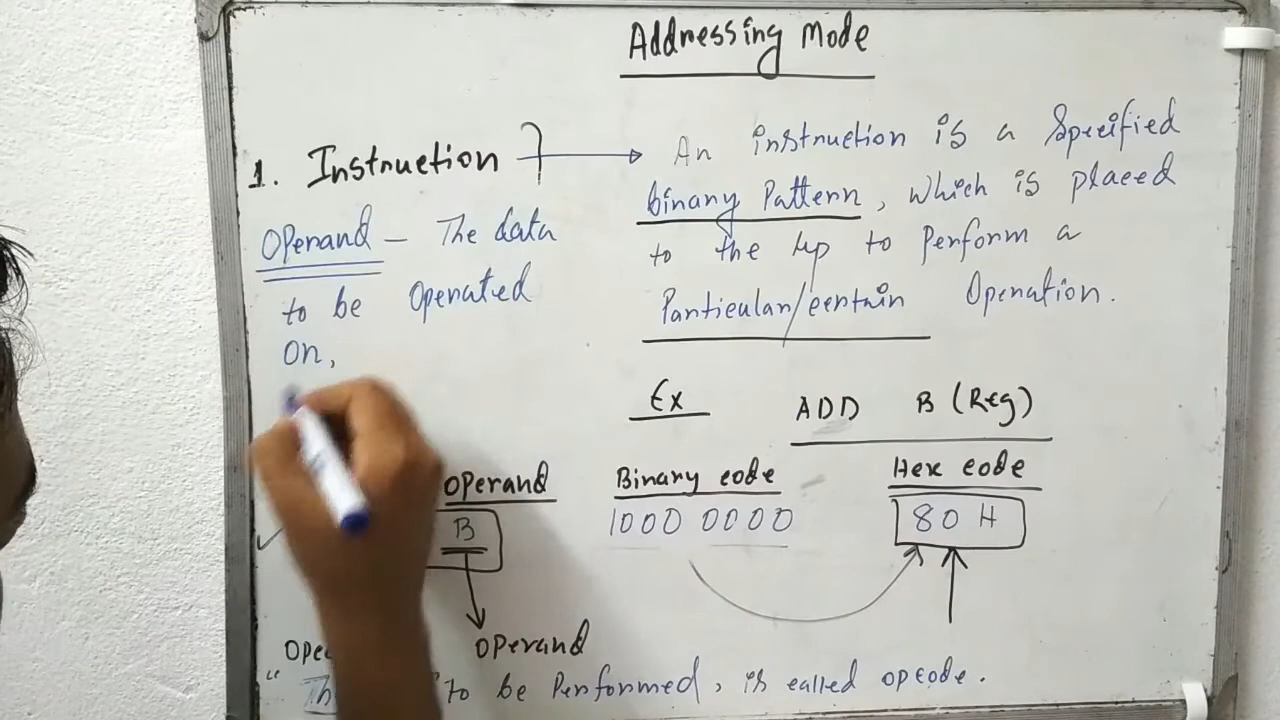 Addressing Mode
1. Instruction
An instruction is a specified
binary Pattern, which is placed
to the μp to perform a
Particular/certain Operation.
Operand - The data
to be Operated
On,
Ex
ADD B (Reg)
Operand
Binary code
Hex code
B
1000 0000
80 H
Operand
" " to be Performed, is called opcode.